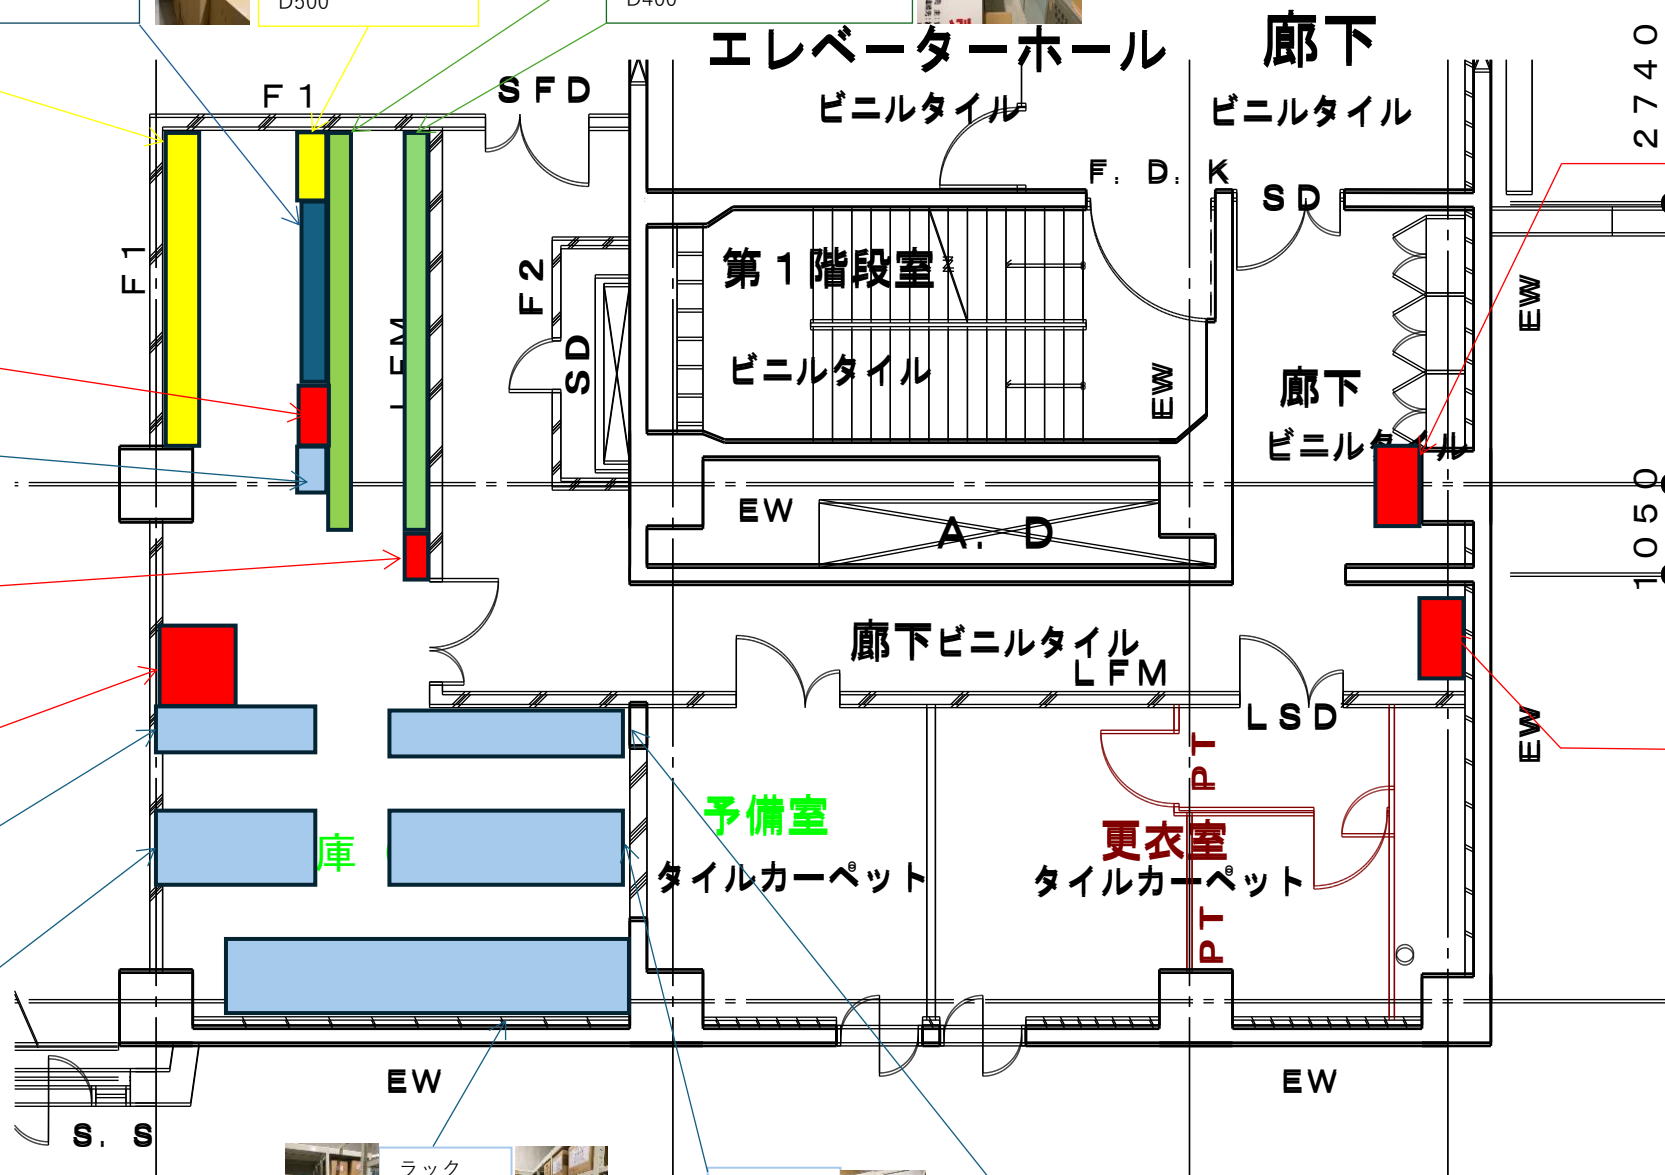 D500
D400
エレベーターホール
廊下
ビニルタイル
ビニルタイル
27400
F1
SFD
F. D. K
SD
第1階段室
F1
F2
EW
LFM
SD
ビニルタイル
EW
廊下
ビニルタイル
EW
A. D
1050
廊下ビニルタイル
LFM
LSD
EW
PT
予備室
更衣室
庫
タイルカーペット
タイルカーペット
PT
EW
EW
S. S
ラック